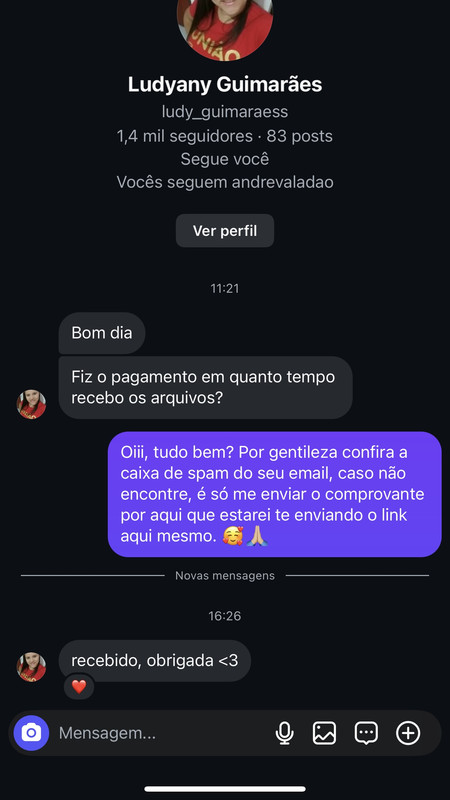 UNIÃO
Ludyany Guimarães
ludy_guimaraess
1,4 mil seguidores · 83 posts
Segue você
Vocês seguem andrevaladao
Ver perfil
11:21
Bom dia
Fiz o pagamento em quanto tempo
recebo os arquivos?
Oiii, tudo bem? Por gentileza confira a
caixa de spam do seu email, caso não
encontre, é só me enviar o comprovante
por aqui que estarei te enviando o link
aqui mesmo. 🥰🙏🏼
Novas mensagens
16:26
recebido, obrigada <3
❤️
Mensagem...